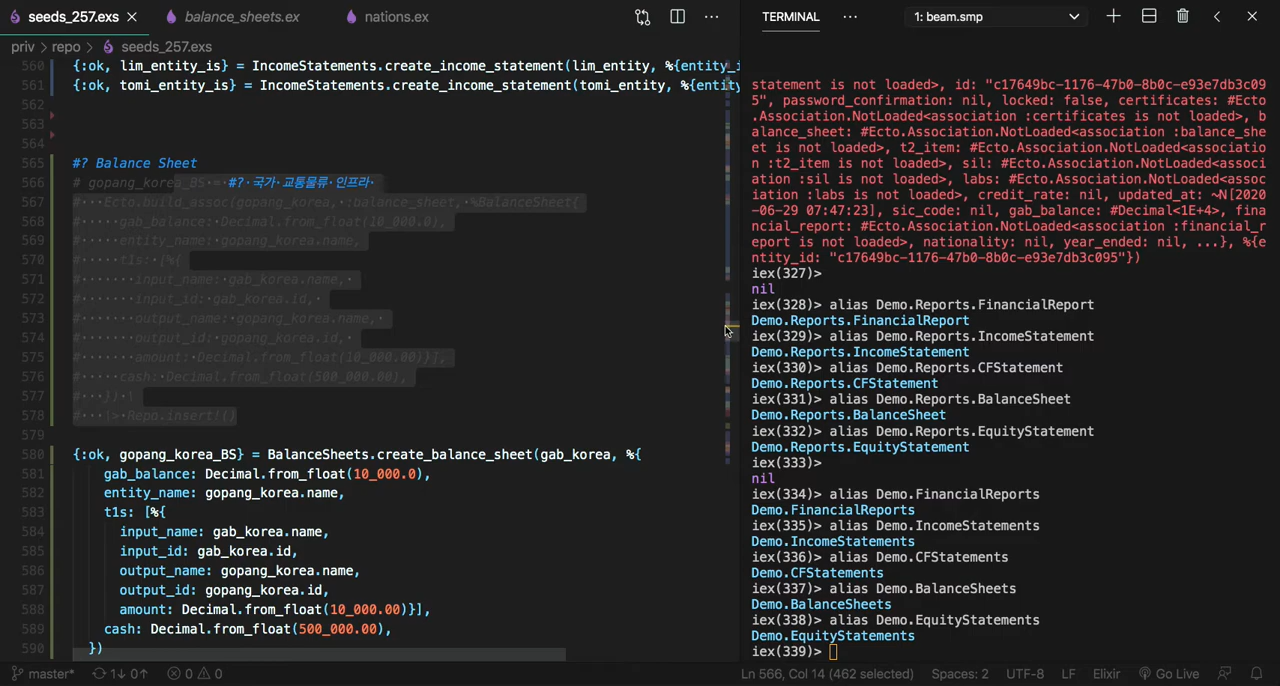 seeds_257.exs
balance_sheets.ex
nations.ex
priv > repo > seeds_257.exs
560 {:ok, lim_entity_is} = IncomeStatements.create_income_statement(lim_entity, %{entity_i
561 {:ok, tomi_entity_is} = IncomeStatements.create_income_statement(tomi_entity, %{entity
562
563
564
565 #? Balance Sheet
566 # gopang_korea_BS = #? 국가 교통물류 인프라
567 # Ecto.build_assoc(gopang_korea, :balance_sheet, %BalanceSheet{
568 # gab_balance: Decimal.from_float(10_000.0),
569 # entity_name: gopang_korea.name,
570 # t1s: [%{
571 # input_name: gab_korea.name,
572 # input_id: gab_korea.id,
573 # output_name: gopang_korea.name,
574 # output_id: gopang_korea.id,
575 # amount: Decimal.from_float(10_000.00)}],
576 # cash: Decimal.from_float(500_000.00),
577 # }) \
578 # \> Repo.insert!()
579
580 {:ok, gopang_korea_BS} = BalanceSheets.create_balance_sheet(gab_korea, %{
581 gab_balance: Decimal.from_float(10_000.0),
582 entity_name: gopang_korea.name,
583 t1s: [%{
584 input_name: gab_korea.name,
585 input_id: gab_korea.id,
586 output_name: gopang_korea.name,
587 output_id: gopang_korea.id,
588 amount: Decimal.from_float(10_000.00)}],
589 cash: Decimal.from_float(500_000.00),
590 })
TERMINAL ... 1: beam.smp
statement is not loaded>, id: "c17649bc-1176-47b0-8b0c-e93e7db3c09
5", password_confirmation: nil, locked: false, certificates: #Ecto
.Association.NotLoaded<association :certificates is not loaded>, b
alance_sheet: #Ecto.Association.NotLoaded<association :balance_she
et is not loaded>, t2_item: #Ecto.Association.NotLoaded<associatio
n :t2_item is not loaded>, sil: #Ecto.Association.NotLoaded<associ
ation :sil is not loaded>, labs: #Ecto.Association.NotLoaded<assoc
iation :labs is not loaded>, credit_rate: nil, updated_at: ~N[2020
-06-29 07:47:23], sic_code: nil, gab_balance: #Decimal<1E+4>, fina
ncial_report: #Ecto.Association.NotLoaded<association :financial_r
eport is not loaded>, nationality: nil, year_ended: nil, ...}, %{e
ntity_id: "c17649bc-1176-47b0-8b0c-e93e7db3c095"})
iex(327)>
nil
iex(328)> alias Demo.Reports.FinancialReport
Demo.Reports.FinancialReport
iex(329)> alias Demo.Reports.IncomeStatement
Demo.Reports.IncomeStatement
iex(330)> alias Demo.Reports.CFStatement
Demo.Reports.CFStatement
iex(331)> alias Demo.Reports.BalanceSheet
Demo.Reports.BalanceSheet
iex(332)> alias Demo.Reports.EquityStatement
Demo.Reports.EquityStatement
iex(333)>
nil
iex(334)> alias Demo.FinancialReports
Demo.FinancialReports
iex(335)> alias Demo.IncomeStatements
Demo.IncomeStatements
iex(336)> alias Demo.CFStatements
Demo.CFStatements
iex(337)> alias Demo.BalanceSheets
Demo.BalanceSheets
iex(338)> alias Demo.EquityStatements
Demo.EquityStatements
iex(339)>
master* 1↓ 0↑ 0 0 Ln 566, Col 14 (462 selected) Spaces: 2 UTF-8 LF Elixir Go Live